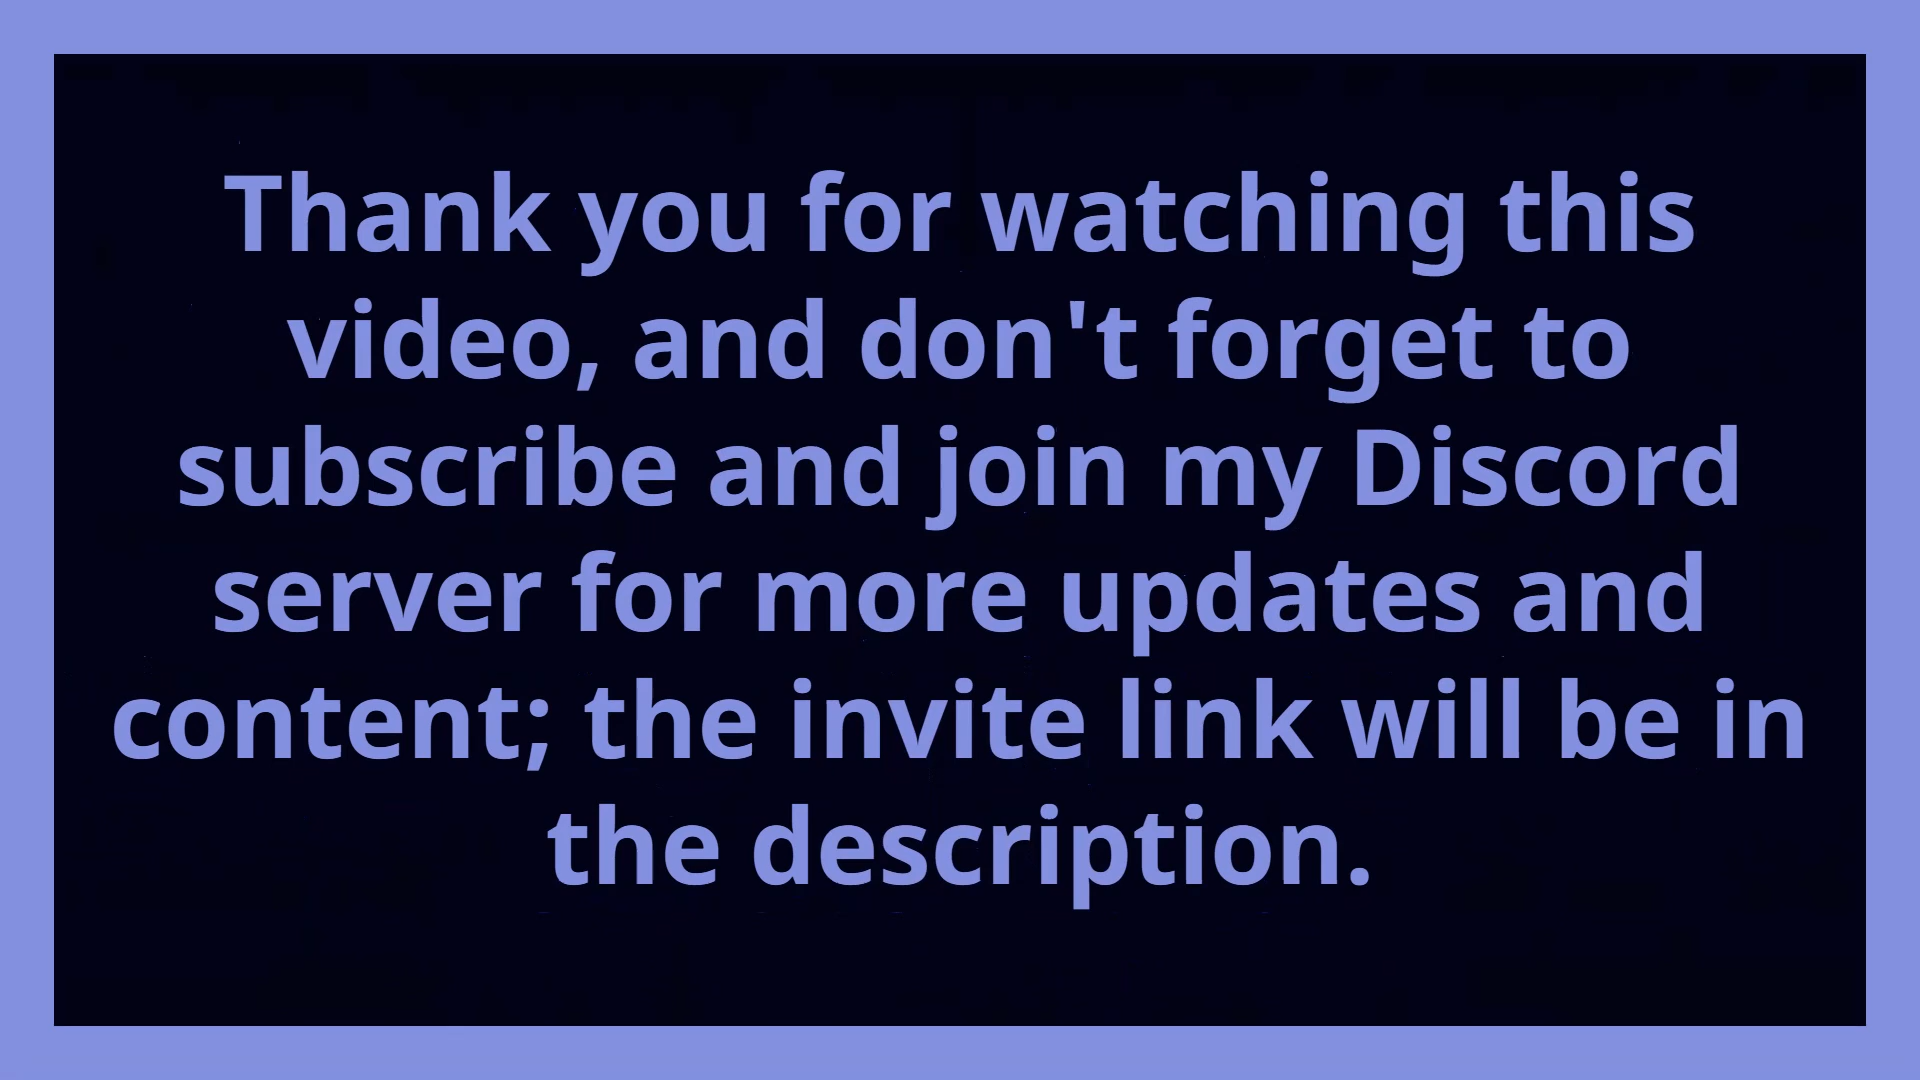 Thank you for watching this
video, and don't forget to
subscribe and join my Discord
server for more updates and
content; the invite link will be in
the description.